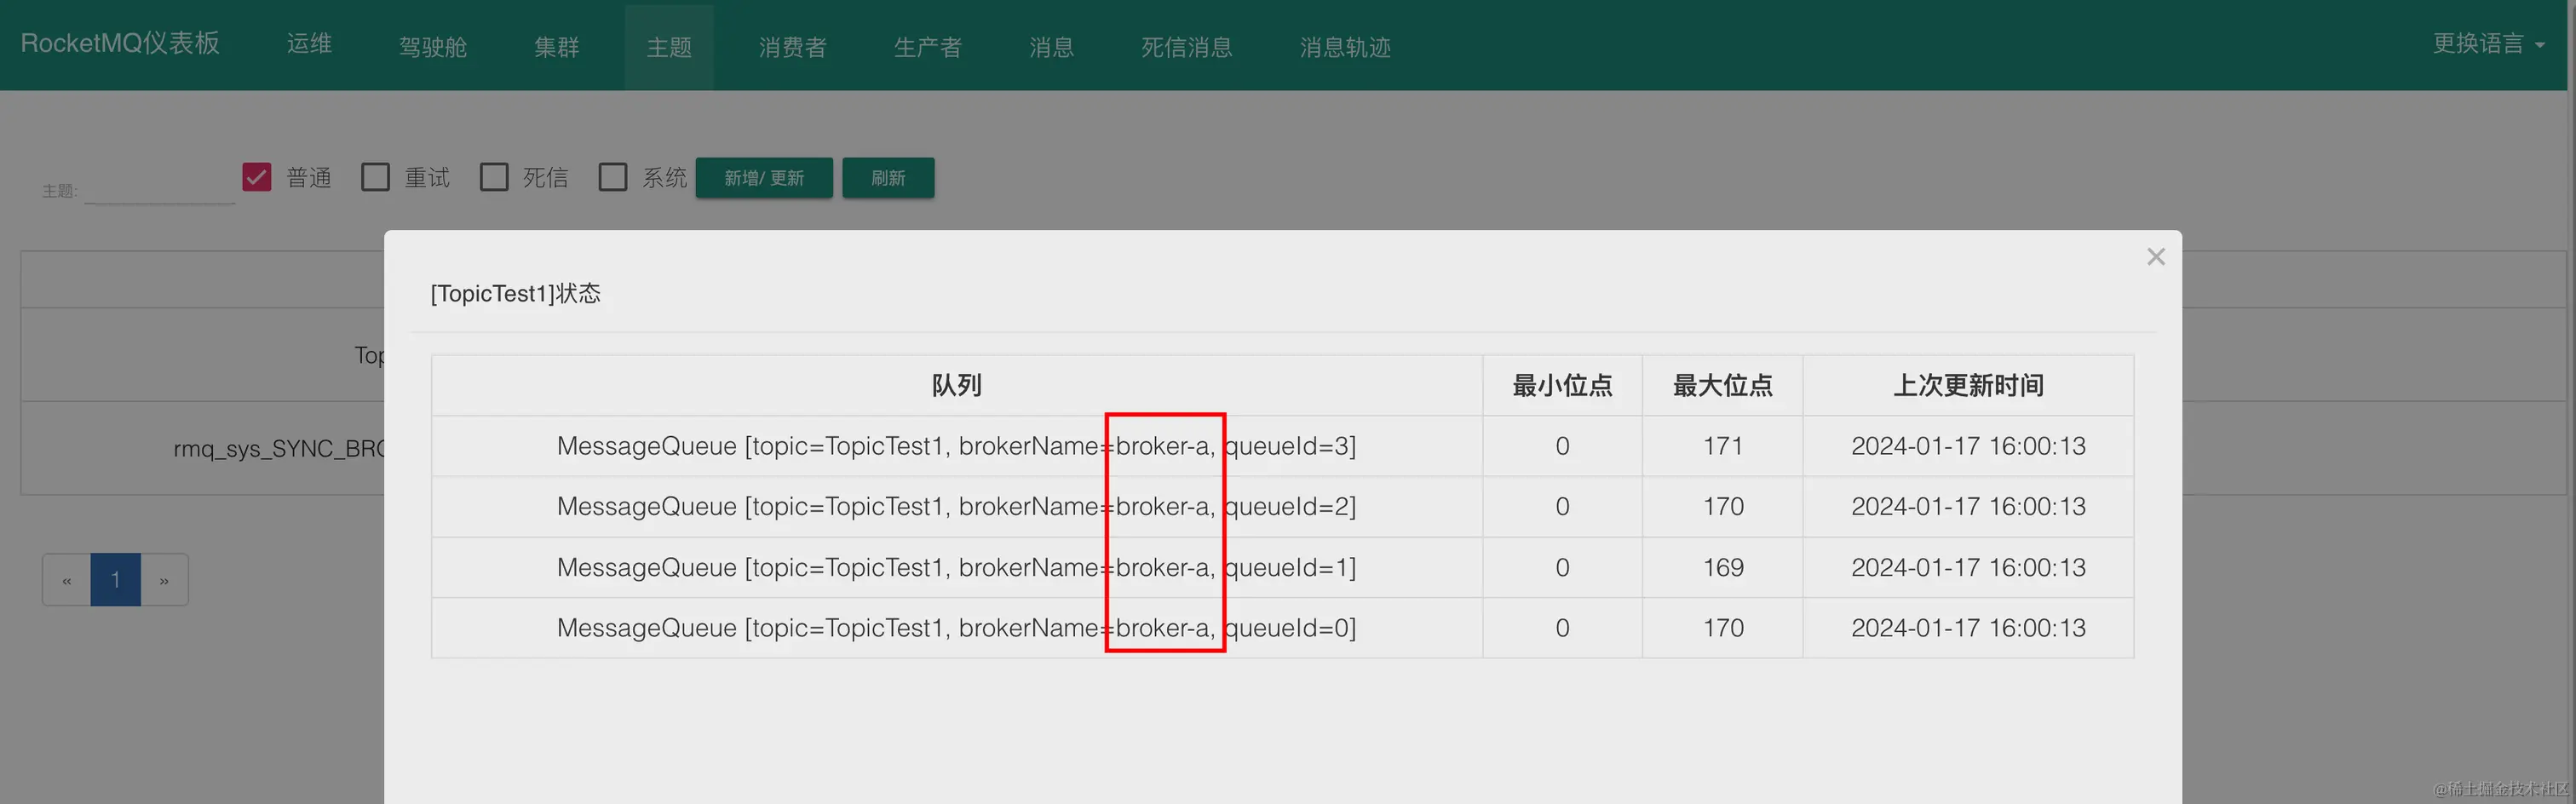 RocketMQ仪表板 运维 驾驶舱 集群 主题 消费者 生产者 消息 死信消息 消息轨迹 更换语言
主题: 普通 重试 死信 系统 新增/ 更新 刷新
×
[TopicTest1]状态
队列 最小位点 最大位点 上次更新时间
MessageQueue [topic=TopicTest1, brokerName=broker-a, queueId=3] 0 171 2024-01-17 16:00:13
MessageQueue [topic=TopicTest1, brokerName=broker-a, queueId=2] 0 170 2024-01-17 16:00:13
MessageQueue [topic=TopicTest1, brokerName=broker-a, queueId=1] 0 169 2024-01-17 16:00:13
MessageQueue [topic=TopicTest1, brokerName=broker-a, queueId=0] 0 170 2024-01-17 16:00:13
Top
rmq_sys_SYNC_BRO
« 1 »
@稀土掘金技术社区